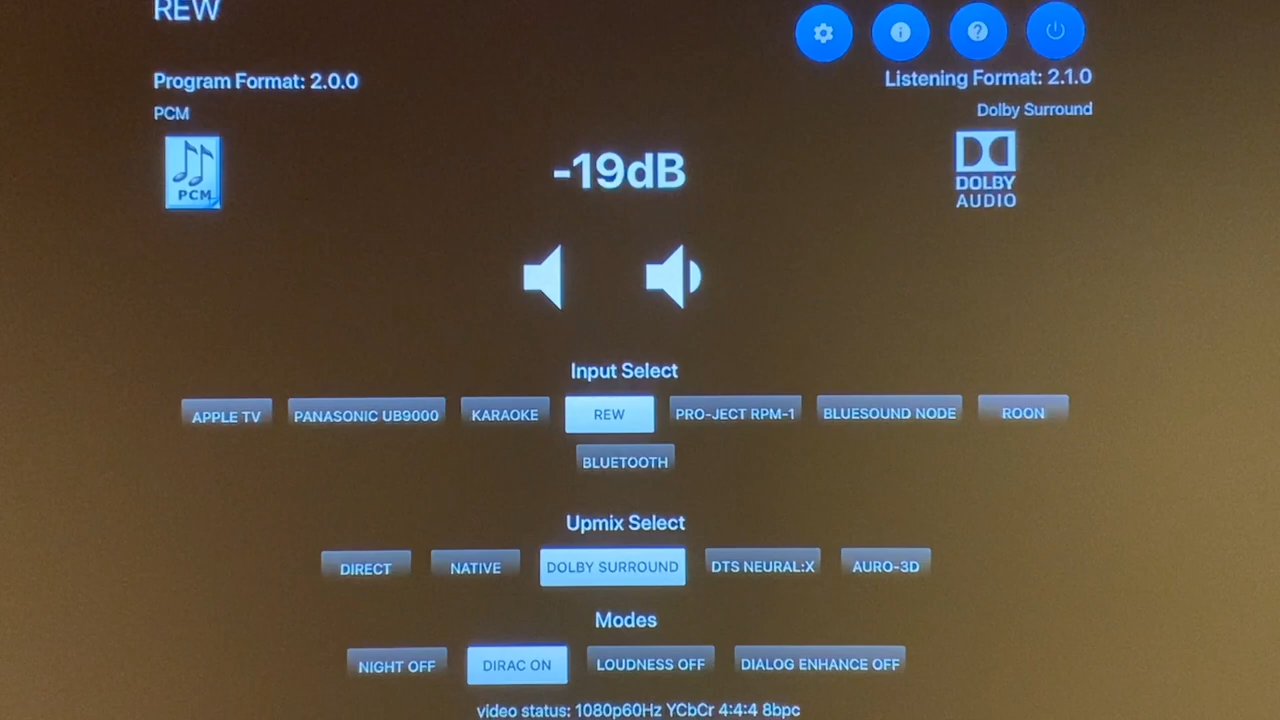 REW
Program Format: 2.0.0
Listening Format: 2.1.0
PCM
Dolby Surround
PCM
-19dB
DOLBY
AUDIO
Input Select
APPLE TV
PANASONIC UB9000
KARAOKE
REW
PRO-JECT RPM-1
BLUESOUND NODE
ROON
BLUETOOTH
Upmix Select
DIRECT
NATIVE
DOLBY SURROUND
DTS NEURAL:X
AURO-3D
Modes
NIGHT OFF
DIRAC ON
LOUDNESS OFF
DIALOG ENHANCE OFF
video status: 1080p60Hz YCbCr 4:4:4 8bpc